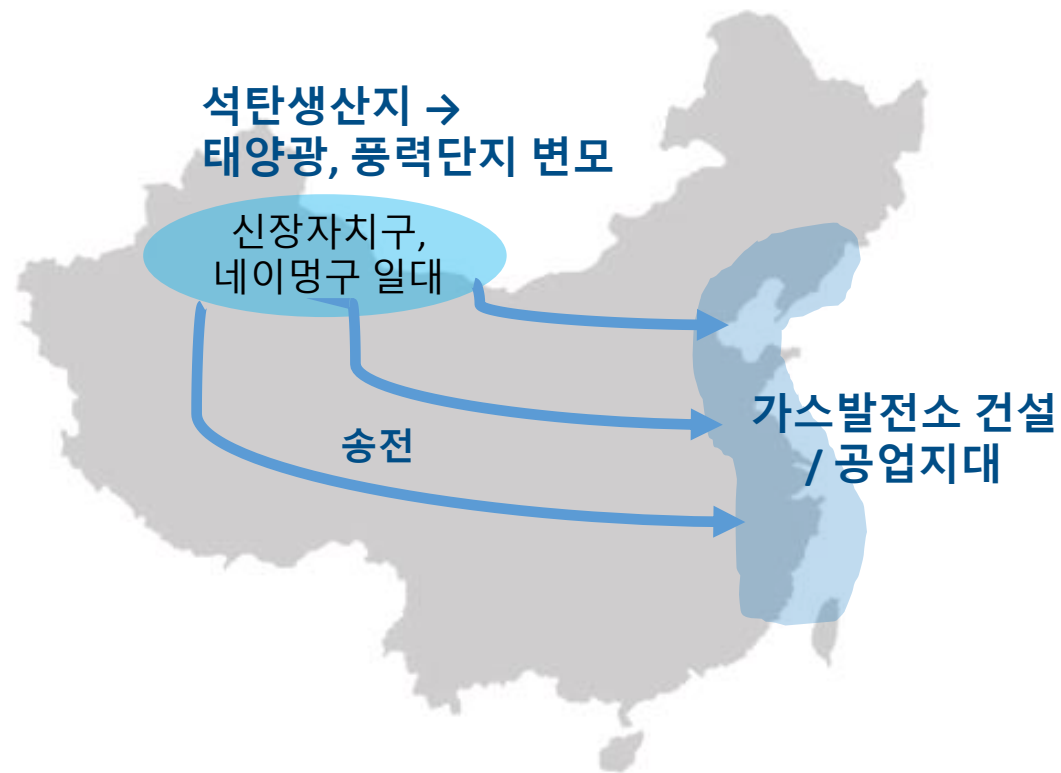 석탄생산지 →
태양광, 풍력단지 변모
신장자치구,
네이멍구 일대
가스발전소 건설
/ 공업지대
송전